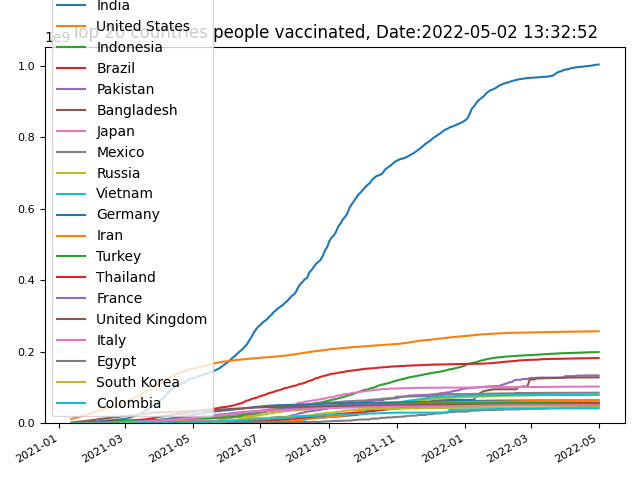 India
United States
Indonesia
Brazil
Pakistan
Bangladesh
Japan
Mexico
Russia
Vietnam
Germany
Iran
Turkey
Thailand
France
United Kingdom
Italy
Egypt
South Korea
Colombia
Top 20 countries people vaccinated, Date:2022-05-02 13:32:52
1e9
1.0
0.8
0.6
0.4
0.2
0.0
2021-01
2021-03
2021-05
2021-07
2021-09
2021-11
2022-01
2022-03
2022-05